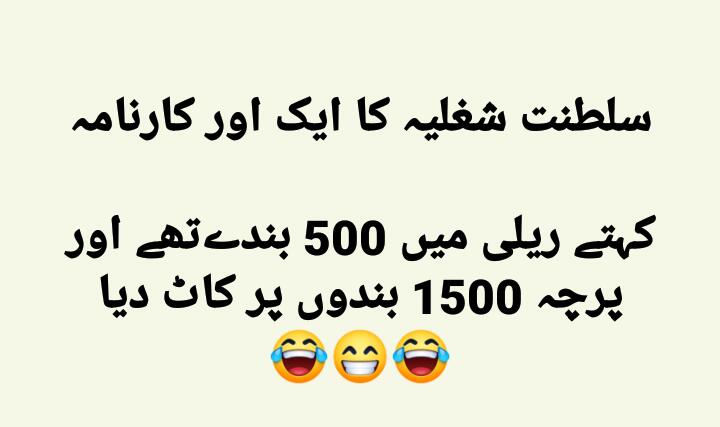 سلطنت شغلیہ کا ایک اور کارنامہ
کہتے ریلی میں 500 بندےتھے اور
پرچہ 1500 بندوں پر کاٹ دیا
😂😁😂